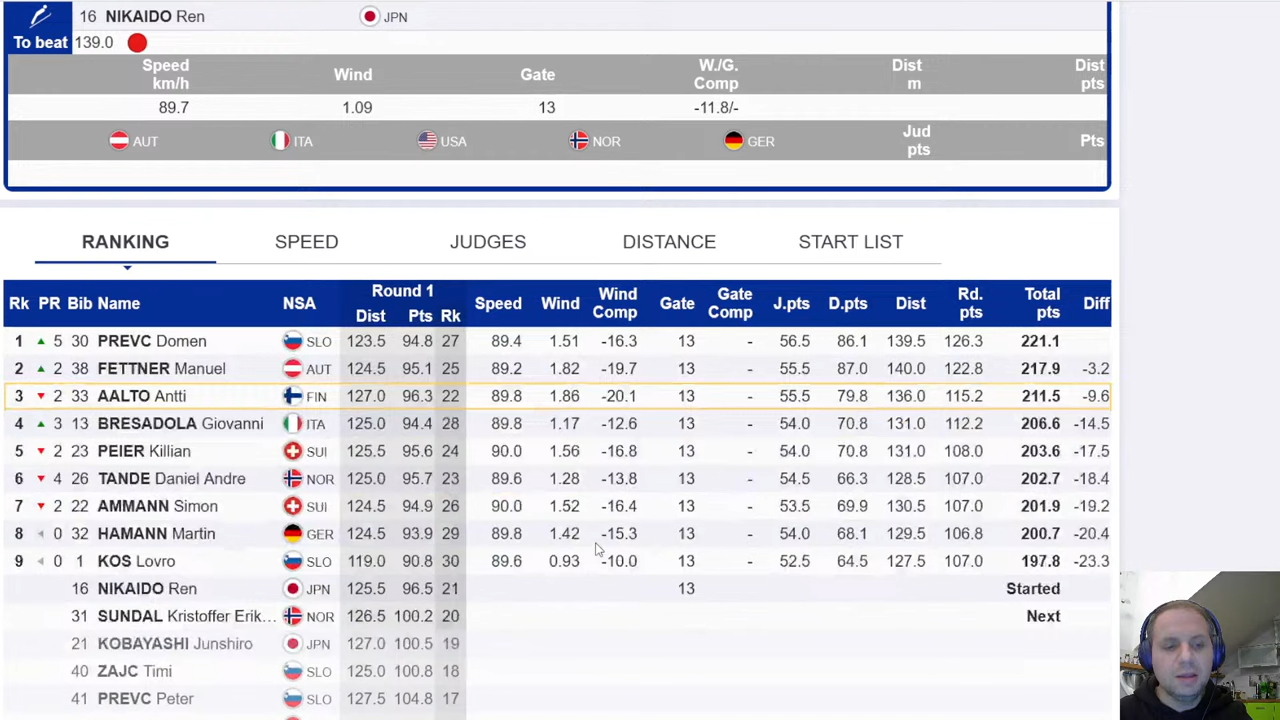 16 NIKAIDO Ren JPN
To beat 139.0
Speed km/h Wind Gate W./G. Comp Dist m Dist pts
89.7 1.09 13 -11.8/-
AUT ITA USA NOR GER Jud pts Pts
RANKING SPEED JUDGES DISTANCE START LIST
Round 1
Rk PR Bib Name NSA Dist Pts Rk Speed Wind Wind Comp Gate Gate Comp J.pts D.pts Dist Rd. pts Total pts Diff
1 5 30 PREVC Domen SLO 123.5 94.8 27 89.4 1.51 -16.3 13 - 56.5 86.1 139.5 126.3 221.1
2 2 38 FETTNER Manuel AUT 124.5 95.1 25 89.2 1.82 -19.7 13 - 55.5 87.0 140.0 122.8 217.9 -3.2
3 2 33 AALTO Antti FIN 127.0 96.3 22 89.8 1.86 -20.1 13 - 55.5 79.8 136.0 115.2 211.5 -9.6
4 3 13 BRESADOLA Giovanni ITA 125.0 94.4 28 89.8 1.17 -12.6 13 - 54.0 70.8 131.0 112.2 206.6 -14.5
5 2 23 PEIER Killian SUI 125.5 95.6 24 90.0 1.56 -16.8 13 - 54.0 70.8 131.0 108.0 203.6 -17.5
6 4 26 TANDE Daniel Andre NOR 125.0 95.7 23 89.6 1.28 -13.8 13 - 54.5 66.3 128.5 107.0 202.7 -18.4
7 2 22 AMMANN Simon SUI 124.5 94.9 26 90.0 1.52 -16.4 13 - 53.5 69.9 130.5 107.0 201.9 -19.2
8 0 32 HAMANN Martin GER 124.5 93.9 29 89.8 1.42 -15.3 13 - 54.0 68.1 129.5 106.8 200.7 -20.4
9 0 1 KOS Lovro SLO 119.0 90.8 30 89.6 0.93 -10.0 13 - 52.5 64.5 127.5 107.0 197.8 -23.3
16 NIKAIDO Ren JPN 125.5 96.5 21 13 Started
31 SUNDAL Kristoffer Erik... NOR 126.5 100.2 20 Next
21 KOBAYASHI Junshiro JPN 127.0 100.5 19
40 ZAJC Timi SLO 125.0 100.8 18
41 PREVC Peter SLO 127.5 104.8 17